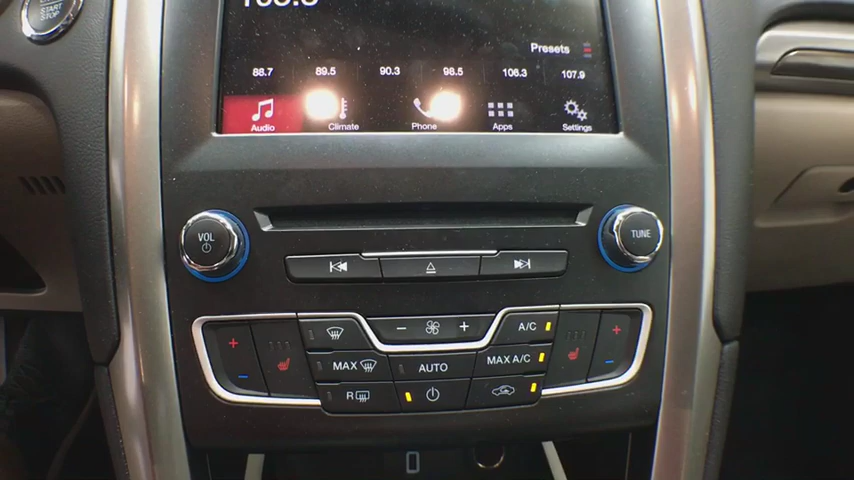 START
STOP
Presets
88.7 89.5 90.3 98.5 106.3 107.9
Audio Climate Phone Apps Settings
VOL
TUNE
A/C
MAX AUTO MAX A/C
R